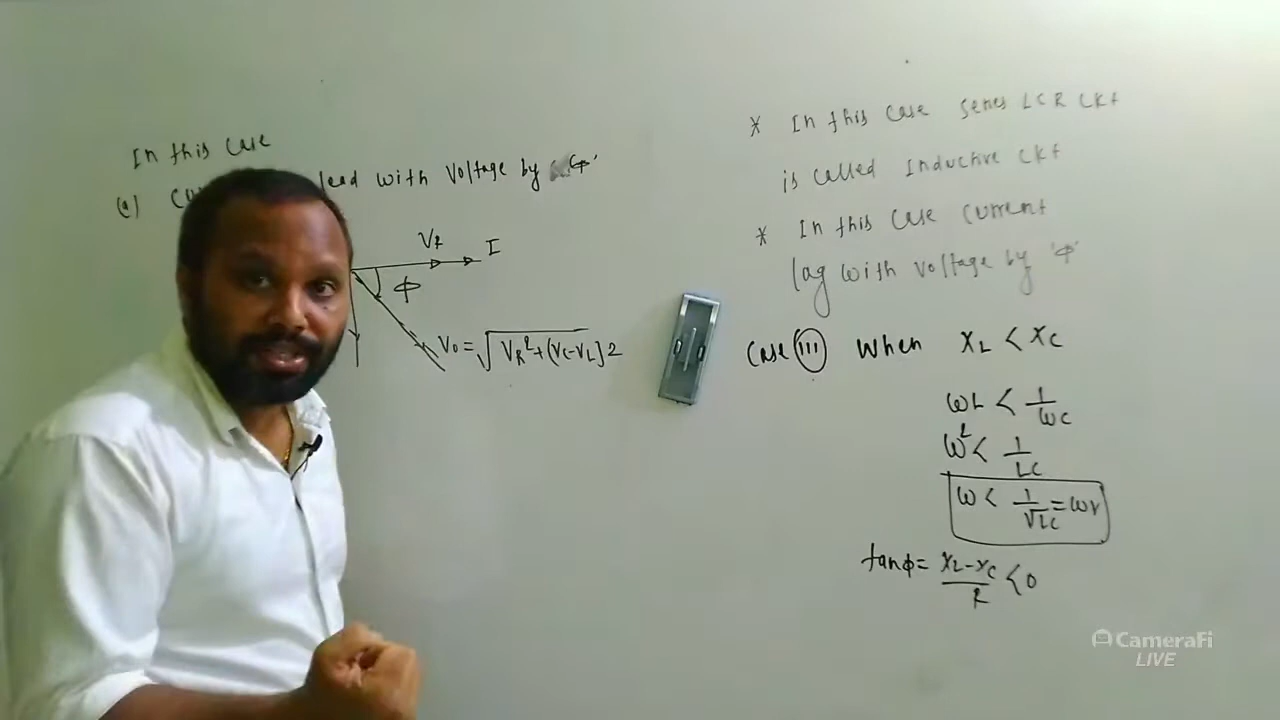 In this case
(a) lead with Voltage by 'φ'
VR I
φ
V0 = √VR² + (VC-VL)2
* In this case series LCR CKt
is called Inductive CKt
* In this case current
lag with voltage by 'φ'
Case (III) when XL < XC
ωL < 1/ωC
ω² < 1/LC
ω < 1/√LC = ωr
tanφ = XL-XC/R < 0
CameraFi
LIVE